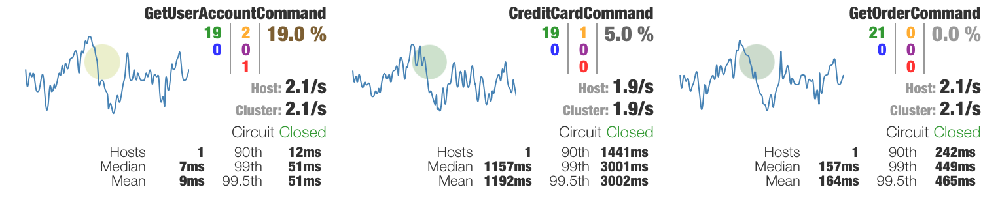 GetUserAccountCommand
19 2 19.0 %
0 0
1
Host: 2.1/s
Cluster: 2.1/s
Circuit Closed
Hosts 1 90th 12ms
Median 7ms 99th 51ms
Mean 9ms 99.5th 51ms
CreditCardCommand
19 1 5.0 %
0 0
0
Host: 1.9/s
Cluster: 1.9/s
Circuit Closed
Hosts 1 90th 1441ms
Median 1157ms 99th 3001ms
Mean 1192ms 99.5th 3002ms
GetOrderCommand
21 0 0.0 %
0 0
0
Host: 2.1/s
Cluster: 2.1/s
Circuit Closed
Hosts 1 90th 242ms
Median 157ms 99th 449ms
Mean 164ms 99.5th 465ms